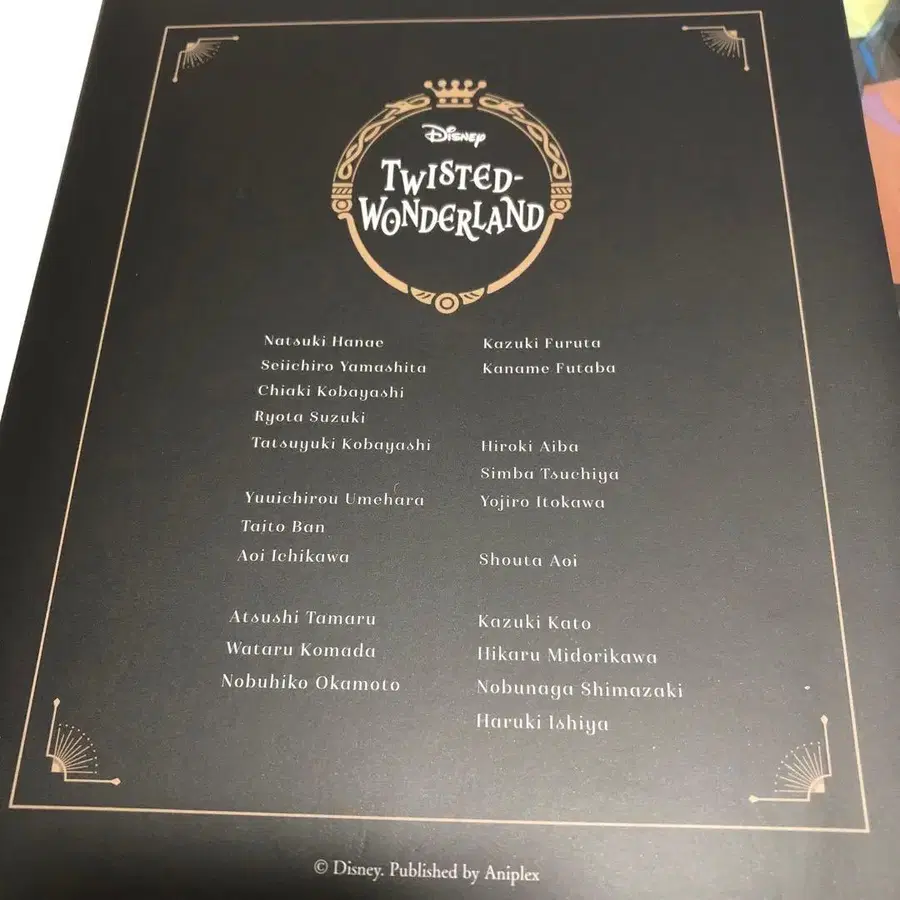 Disney
TWISTED-
WONDERLAND
Natsuki Hanae
Seiichiro Yamashita
Chiaki Kobayashi
Ryota Suzuki
Tatsuyuki Kobayashi
Yuuichirou Umehara
Taito Ban
Aoi Ichikawa
Atsushi Tamaru
Wataru Komada
Nobuhiko Okamoto
Kazuki Furuta
Kaname Futaba
Hiroki Aiba
Simba Tsuchiya
Yojiro Itokawa
Shouta Aoi
Kazuki Kato
Hikaru Midorikawa
Nobunaga Shimazaki
Haruki Ishiya
© Disney. Published by Aniplex